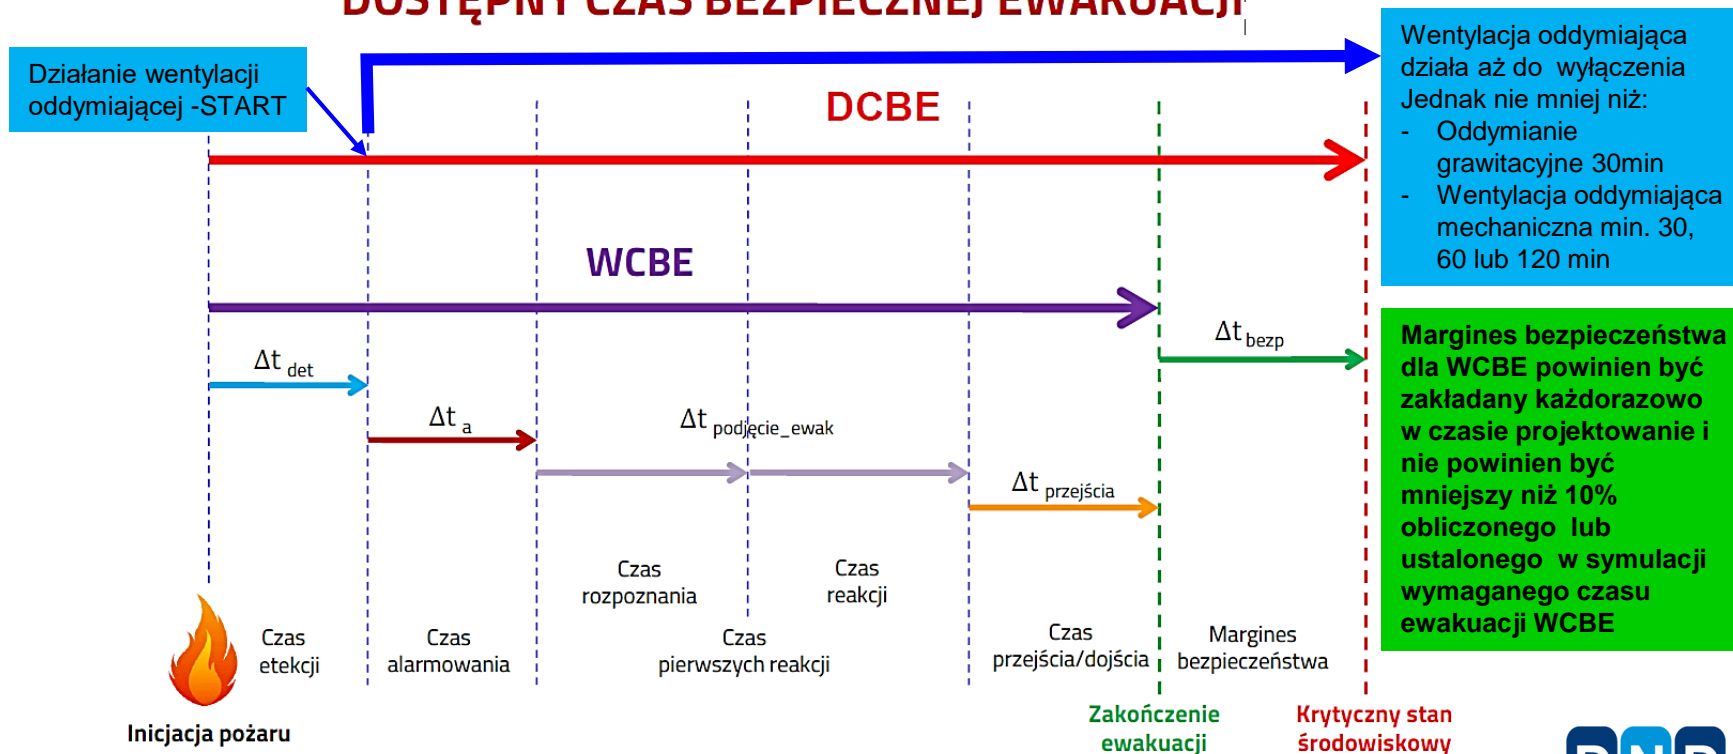 DOSTĘPNY CZAS BEZPIECZNEJ EWAKUACJI
Działanie wentylacji
oddymiającej -START
DCBE
Wentylacja oddymiająca
działa aż do wyłączenia
Jednak nie mniej niż:
- Oddymianie
grawitacyjne 30min
- Wentylacja oddymiająca
mechaniczna min. 30,
60 lub 120 min
WCBE
Δt bezp
Δt det
Δt a
Δt podjęcie_ewak
Δt przejścia
Margines bezpieczeństwa
dla WCBE powinien być
zakładany każdorazowo
w czasie projektowanie i
nie powinien być
mniejszy niż 10%
obliczonego lub
ustalonego w symulacji
wymaganego czasu
ewakuacji WCBE
Czas
rozpoznania
Czas
reakcji
Czas
etekcji
Czas
alarmowania
Czas
pierwszych reakcji
Czas
przejścia/dojścia
Margines
bezpieczeństwa
Inicjacja pożaru
Zakończenie
ewakuacji
Krytyczny stan
środowiskowy